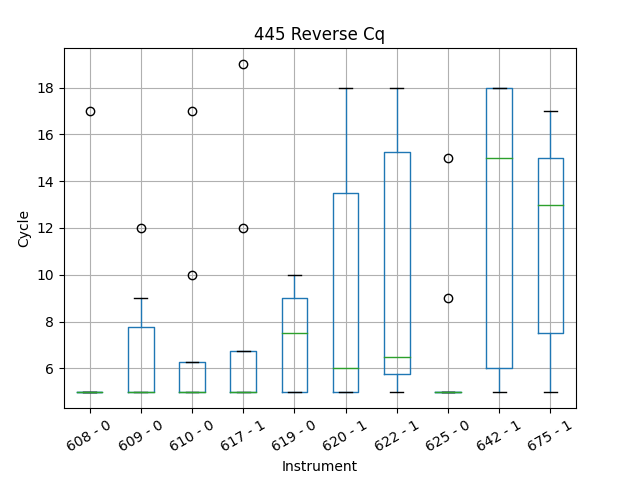 445 Reverse Cq
18
16
14
12
10
8
6
Cycle
608 - 0
609 - 0
610 - 0
617 - 1
619 - 0
620 - 1
622 - 1
625 - 0
642 - 1
675 - 1
Instrument